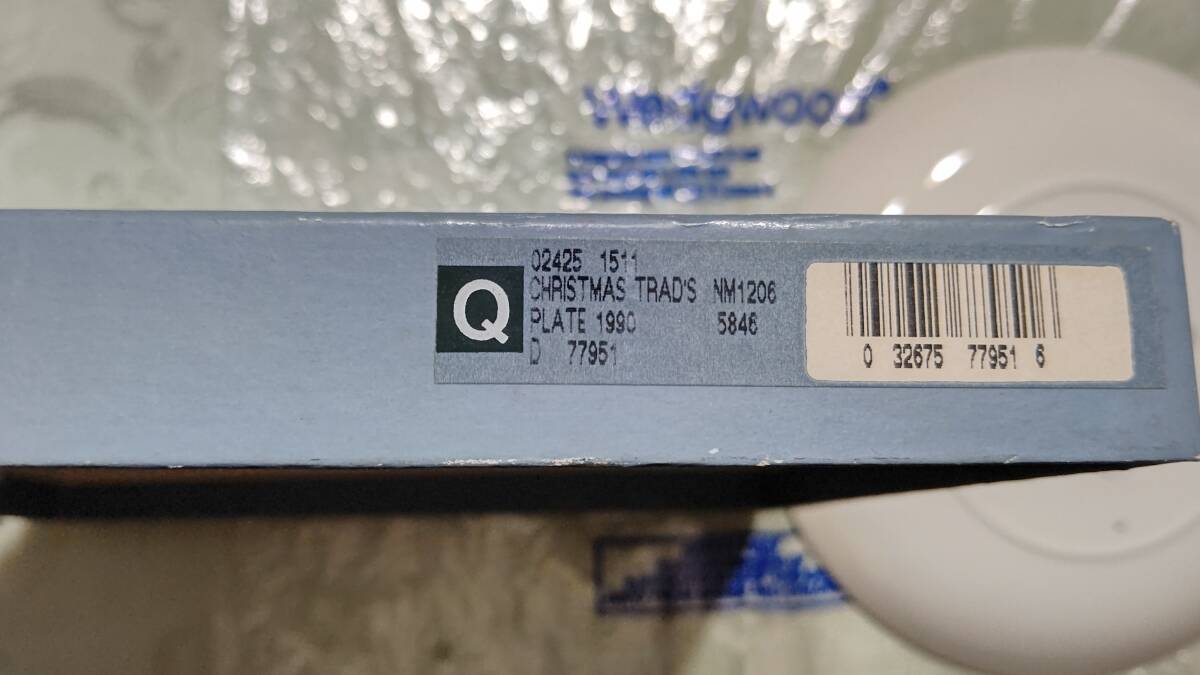 Wedgwood
Q
02425 1511
CHRISTMAS TRAD'S NM1206
PLATE 1990 5846
D 77951
0 32675 77951 6